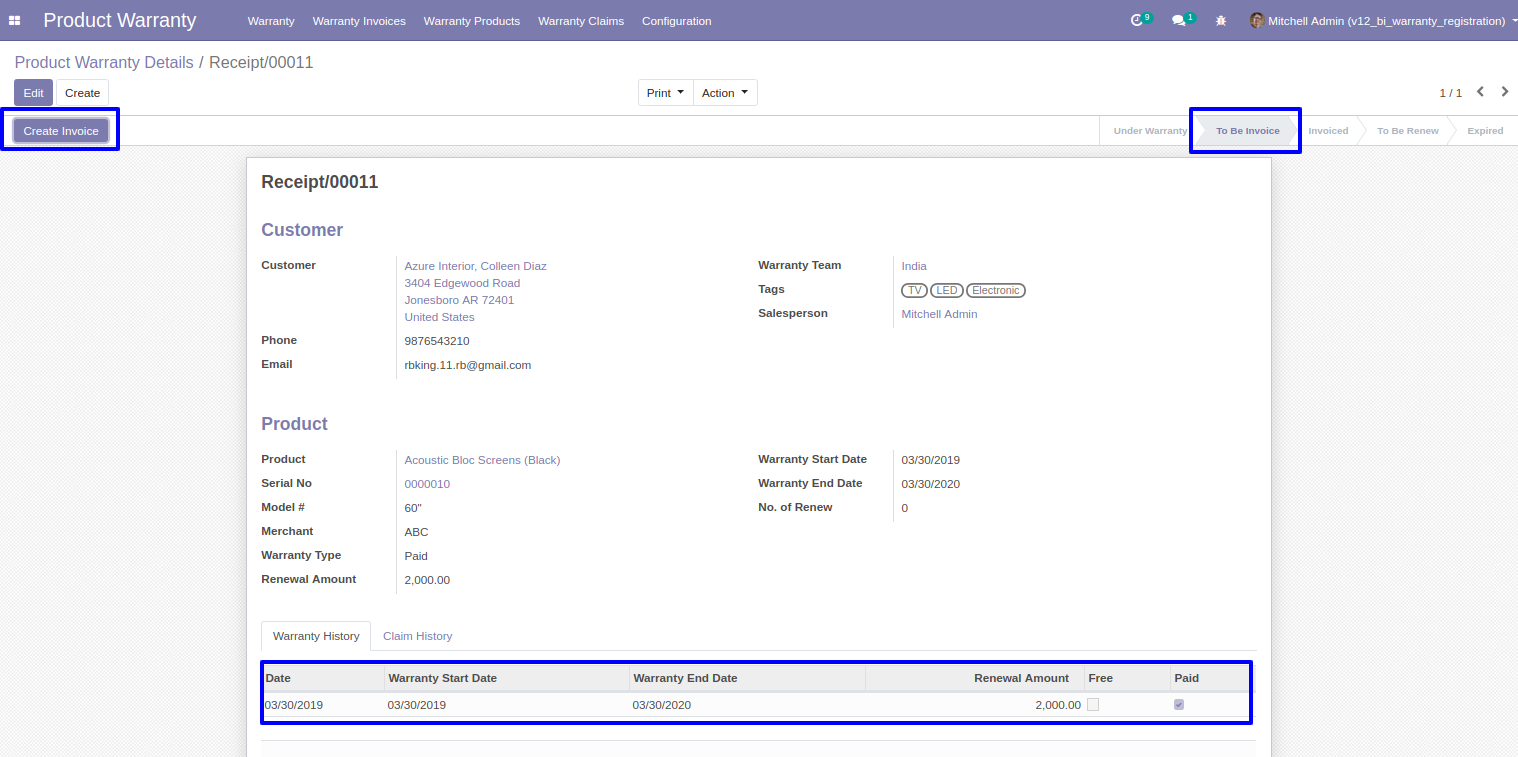 Product Warranty Warranty Warranty Invoices Warranty Products Warranty Claims Configuration 9 1 Mitchell Admin (v12_bi_warranty_registration)
Product Warranty Details / Receipt/00011
Edit Create Print Action 1 / 1
Create Invoice Under Warranty To Be Invoice Invoiced To Be Renew Expired
Receipt/00011
Customer
Customer Azure Interior, Colleen Diaz Warranty Team India
3404 Edgewood Road
Jonesboro AR 72401 Tags TV LED Electronic
United States Salesperson Mitchell Admin
Phone 9876543210
Email rbking.11.rb@gmail.com
Product
Product Acoustic Bloc Screens (Black) Warranty Start Date 03/30/2019
Serial No 0000010 Warranty End Date 03/30/2020
Model # 60" No. of Renew 0
Merchant ABC
Warranty Type Paid
Renewal Amount 2,000.00
Warranty History Claim History
Date Warranty Start Date Warranty End Date Renewal Amount Free Paid
03/30/2019 03/30/2019 03/30/2020 2,000.00